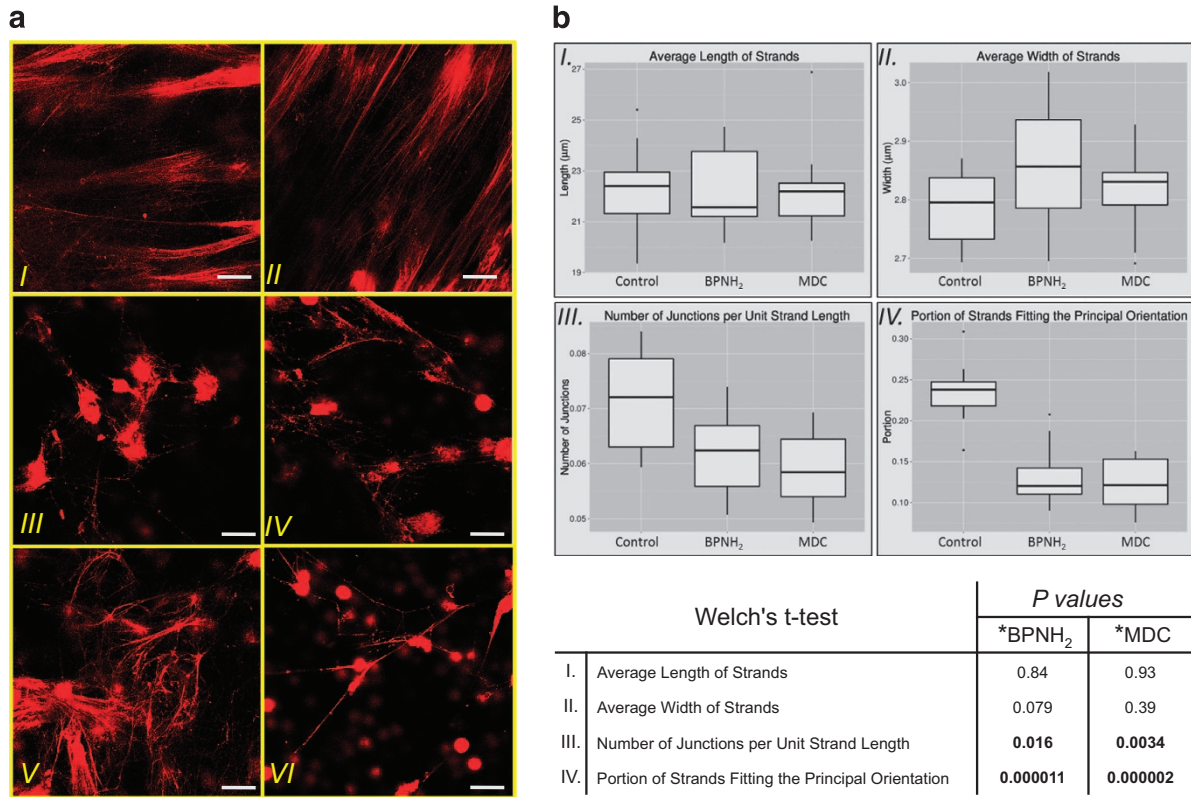 a
I
II
III
IV
V
VI
b
I.
Average Length of Strands
Length (µm)
27
25
23
21
19
Control
BPNH₂
MDC
II.
Average Width of Strands
Width (µm)
3.0
2.9
2.8
2.7
Control
BPNH₂
MDC
III.
Number of Junctions per Unit Strand Length
Number of Junctions
0.08
0.07
0.06
0.05
Control
BPNH₂
MDC
IV.
Portion of Strands Fitting the Principal Orientation
Portion
0.30
0.25
0.20
0.15
0.10
Control
BPNH₂
MDC
Welch's t-test
P values
*BPNH₂ *MDC
I. Average Length of Strands 0.84 0.93
II. Average Width of Strands 0.079 0.39
III. Number of Junctions per Unit Strand Length 0.016 0.0034
IV. Portion of Strands Fitting the Principal Orientation 0.000011 0.000002